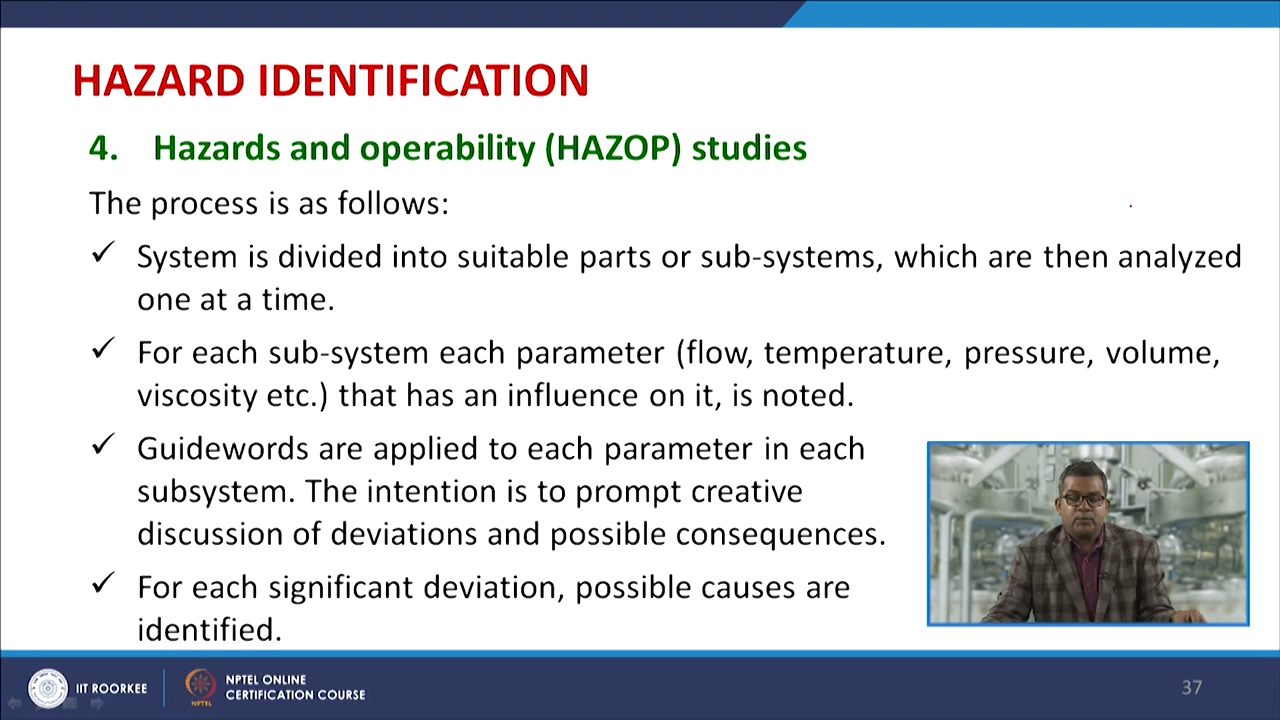 HAZARD IDENTIFICATION
4. Hazards and operability (HAZOP) studies
The process is as follows:
✓ System is divided into suitable parts or sub-systems, which are then analyzed
one at a time.
✓ For each sub-system each parameter (flow, temperature, pressure, volume,
viscosity etc.) that has an influence on it, is noted.
✓ Guidewords are applied to each parameter in each
subsystem. The intention is to prompt creative
discussion of deviations and possible consequences.
✓ For each significant deviation, possible causes are
identified.
IIT ROORKEE
NPTEL
NPTEL ONLINE
CERTIFICATION COURSE
37